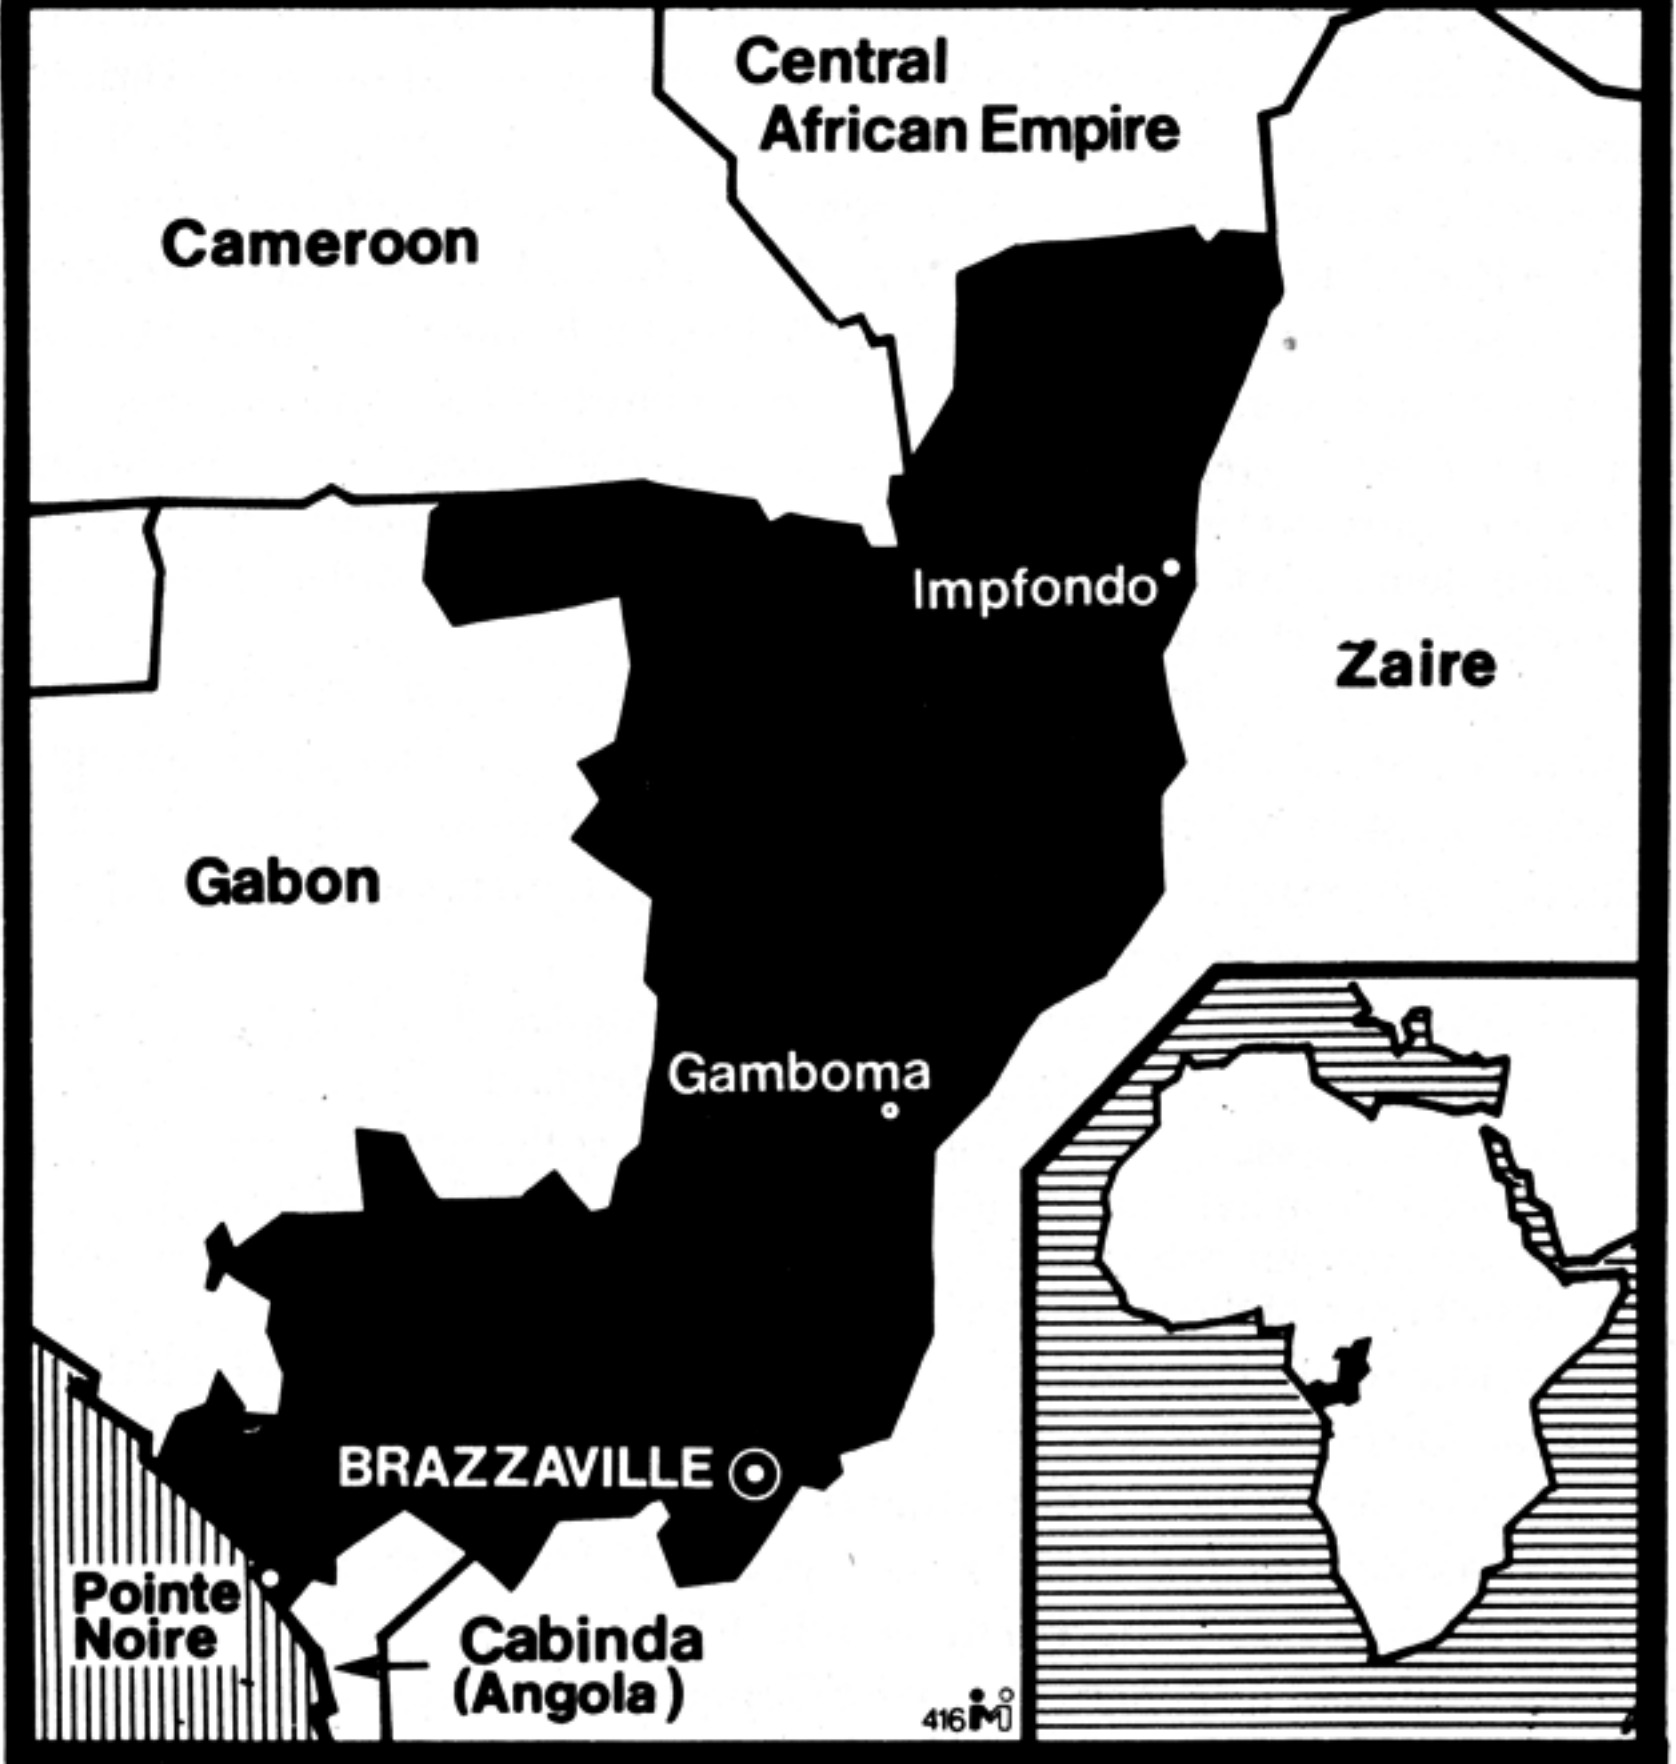 Central
African Empire
Cameroon
Impfondo
Zaire
Gabon
Gamboma
BRAZZAVILLE
Pointe
Noire
Cabinda
(Angola)
416